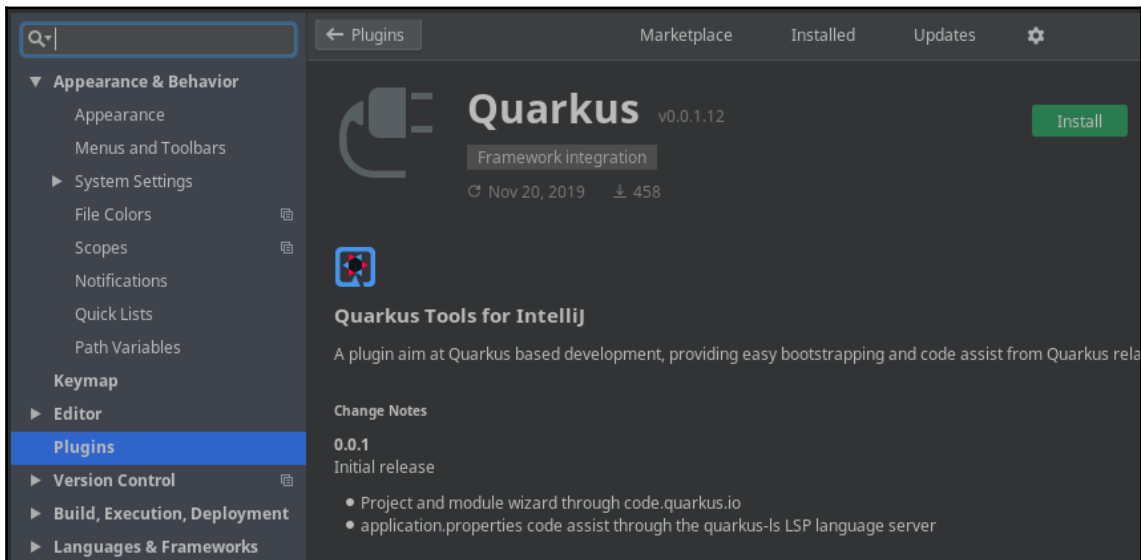 Plugins
Marketplace
Installed
Updates
Appearance & Behavior
Appearance
Menus and Toolbars
System Settings
File Colors
Scopes
Notifications
Quick Lists
Path Variables
Keymap
Editor
Plugins
Version Control
Build, Execution, Deployment
Languages & Frameworks
Quarkus v0.0.1.12
Install
Framework integration
Nov 20, 2019 458
Quarkus Tools for IntelliJ
A plugin aim at Quarkus based development, providing easy bootstrapping and code assist from Quarkus rela
Change Notes
0.0.1
Initial release
• Project and module wizard through code.quarkus.io
• application.properties code assist through the quarkus-ls LSP language server